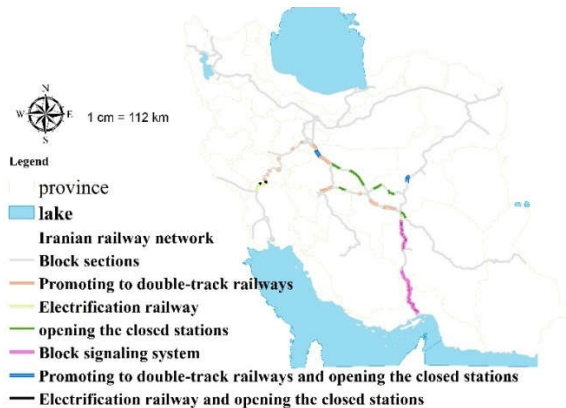 N
W E
S
1 cm = 112 km
Legend
province
lake
Iranian railway network
Block sections
Promoting to double-track railways
Electrification railway
opening the closed stations
Block signaling system
Promoting to double-track railways and opening the closed stations
Electrification railway and opening the closed stations